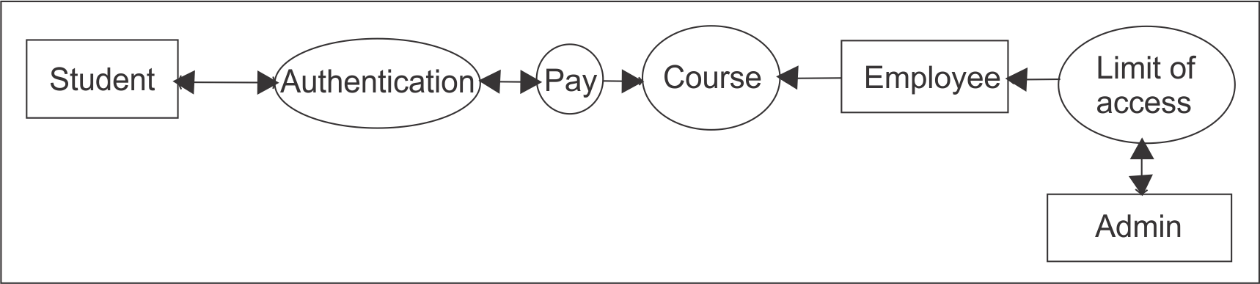 Student
Authentication
Pay
Course
Employee
Limit of
access
Admin